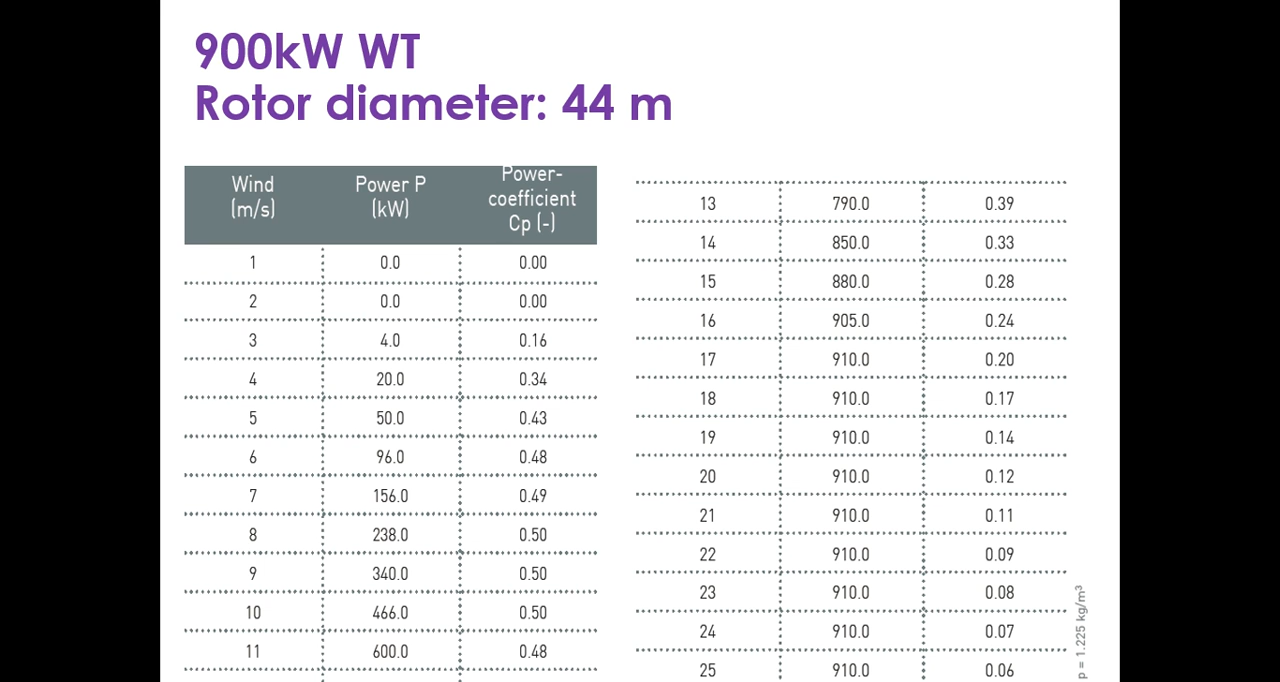 900kW WT
Rotor diameter: 44 m
Wind (m/s) Power P (kW) Power-coefficient Cp (-)
1 0.0 0.00
2 0.0 0.00
3 4.0 0.16
4 20.0 0.34
5 50.0 0.43
6 96.0 0.48
7 156.0 0.49
8 238.0 0.50
9 340.0 0.50
10 466.0 0.50
11 600.0 0.48
13 790.0 0.39
14 850.0 0.33
15 880.0 0.28
16 905.0 0.24
17 910.0 0.20
18 910.0 0.17
19 910.0 0.14
20 910.0 0.12
21 910.0 0.11
22 910.0 0.09
23 910.0 0.08
24 910.0 0.07
25 910.0 0.06
p = 1.225 kg/m³